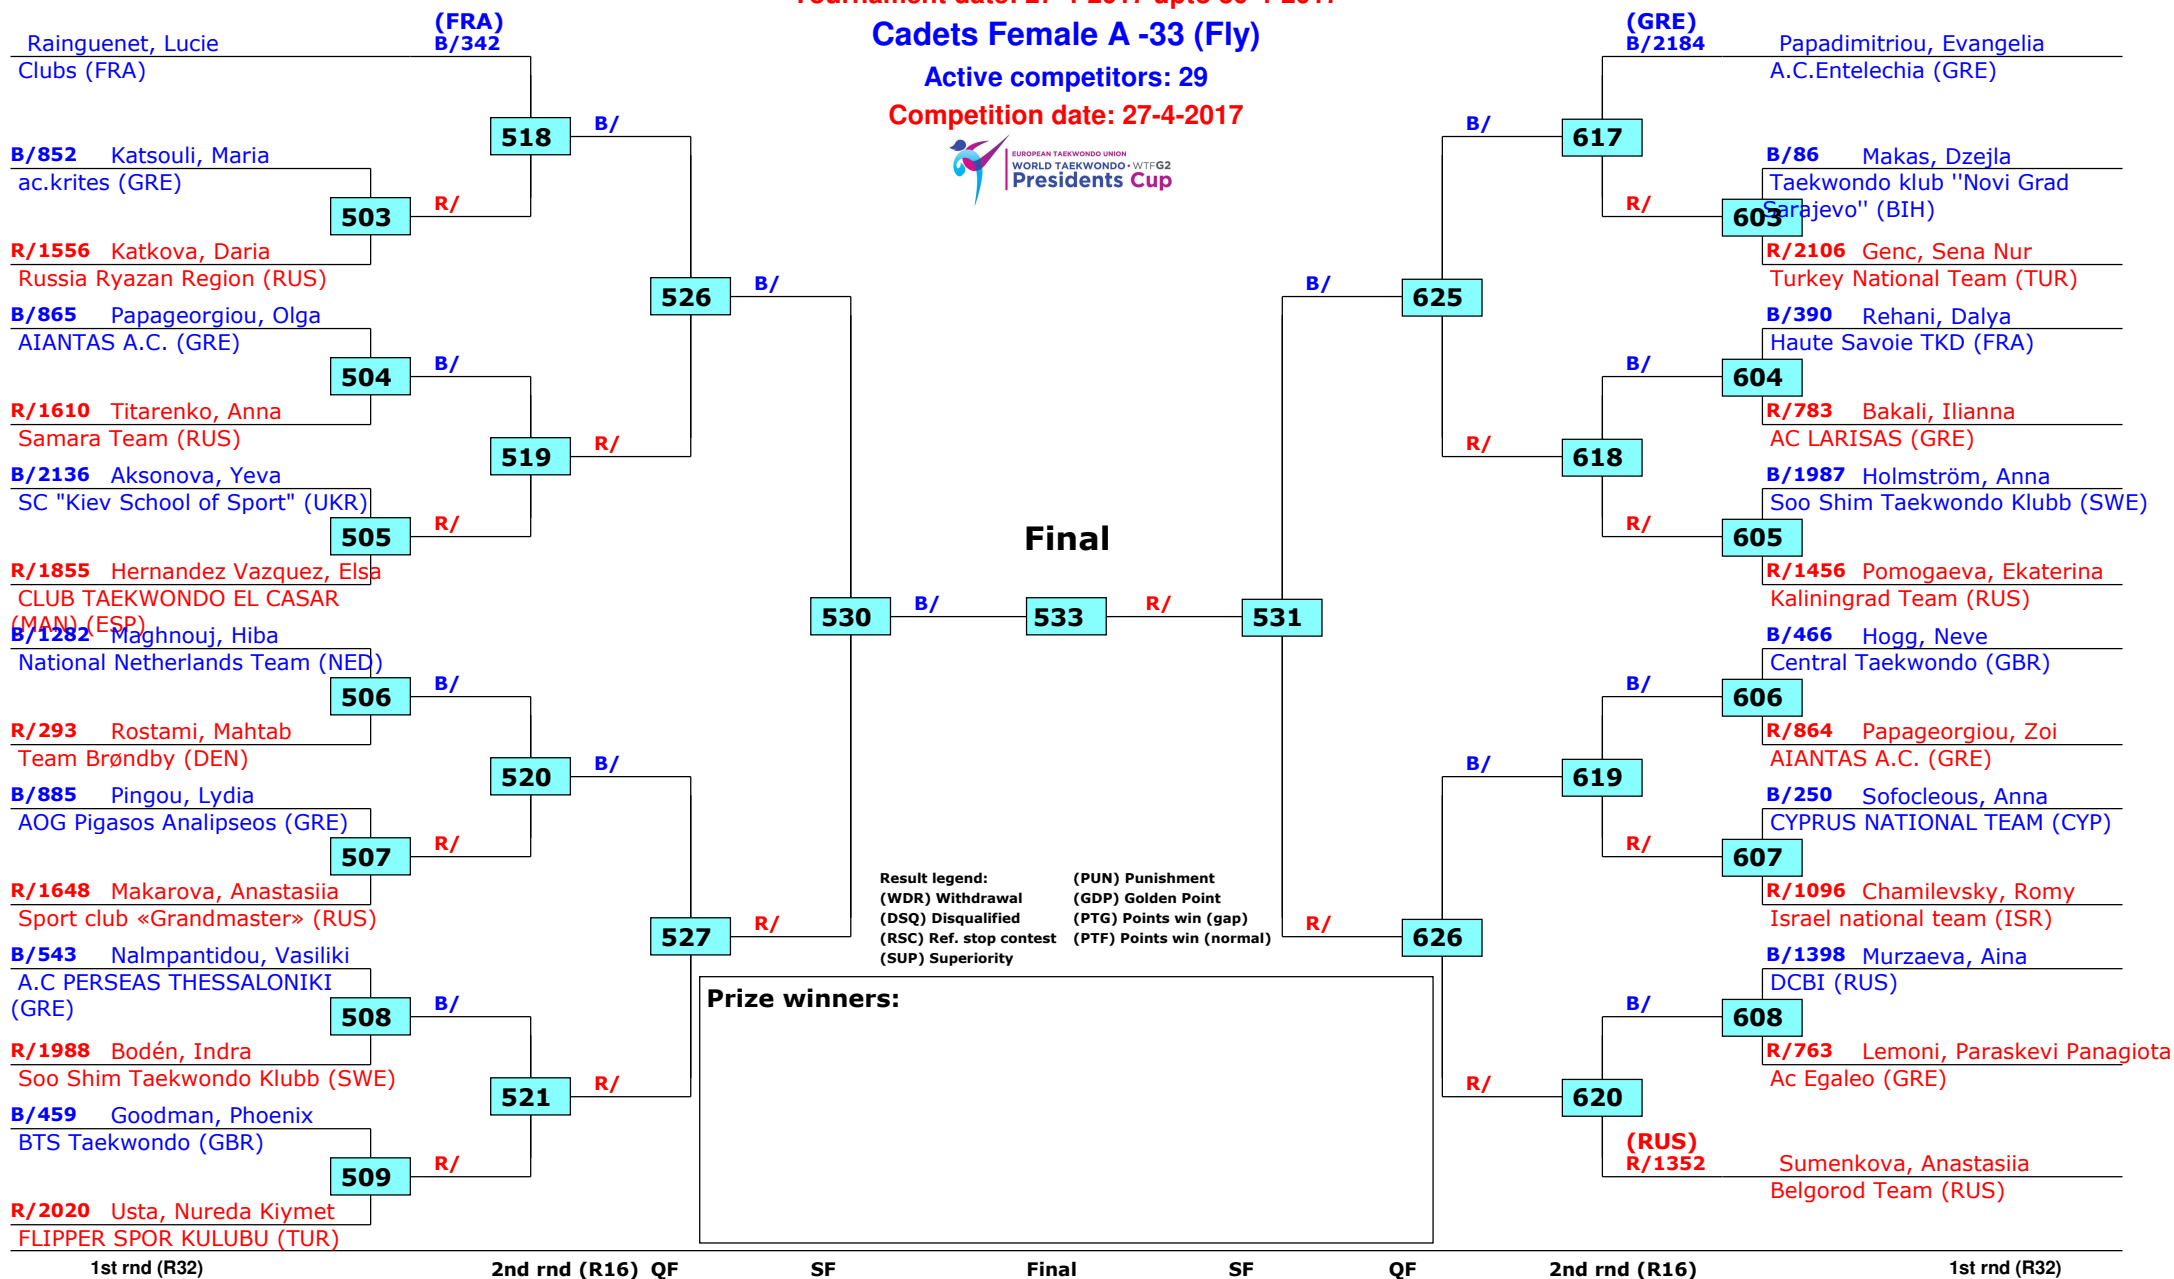 Tournament date: 27-4-2017 upto 30-4-2017
Cadets Female A -33 (Fly)
Active competitors: 29
Competition date: 27-4-2017
EUROPEAN TAEKWONDO UNION
WORLD TAEKWONDO • WTFG2
Presidents Cup
(FRA)
Rainguenet, Lucie B/342
Clubs (FRA)
518
B/
B/852 Katsouli, Maria
ac.krites (GRE)
503
R/
R/1556 Katkova, Daria
Russia Ryazan Region (RUS)
526
B/
B/865 Papageorgiou, Olga
AIANTAS A.C. (GRE)
504
B/
R/1610 Titarenko, Anna
Samara Team (RUS)
519
R/
B/2136 Aksonova, Yeva
SC "Kiev School of Sport" (UKR)
505
R/
R/1855 Hernandez Vazquez, Elsa
CLUB TAEKWONDO EL CASAR
(MAN) (ESP)
530
B/
B/1282 Maghnouj, Hiba
National Netherlands Team (NED)
506
B/
R/293 Rostami, Mahtab
Team Brøndby (DEN)
520
B/
B/885 Pingou, Lydia
AOG Pigasos Analipseos (GRE)
507
R/
R/1648 Makarova, Anastasiia
Sport club «Grandmaster» (RUS)
527
R/
B/543 Nalmpantidou, Vasiliki
A.C PERSEAS THESSALONIKI
(GRE)
508
B/
R/1988 Bodén, Indra
Soo Shim Taekwondo Klubb (SWE)
521
R/
B/459 Goodman, Phoenix
BTS Taekwondo (GBR)
509
R/
R/2020 Usta, Nureda Kiymet
FLIPPER SPOR KULUBU (TUR)
Final
533
R/
531
(GRE)
B/2184 Papadimitriou, Evangelia
A.C.Entelechia (GRE)
B/
617
B/86 Makas, Dzejla
Taekwondo klub ''Novi Grad
Sarajevo'' (BIH)
R/
603
R/2106 Genc, Sena Nur
Turkey National Team (TUR)
B/
625
B/390 Rehani, Dalya
Haute Savoie TKD (FRA)
B/
604
R/783 Bakali, Ilianna
AC LARISAS (GRE)
R/
618
B/1987 Holmström, Anna
Soo Shim Taekwondo Klubb (SWE)
R/
605
R/1456 Pomogaeva, Ekaterina
Kaliningrad Team (RUS)
B/466 Hogg, Neve
Central Taekwondo (GBR)
B/
606
R/864 Papageorgiou, Zoi
AIANTAS A.C. (GRE)
B/
619
B/250 Sofocleous, Anna
CYPRUS NATIONAL TEAM (CYP)
R/
607
R/1096 Chamilevsky, Romy
Israel national team (ISR)
R/
626
B/1398 Murzaeva, Aina
DCBI (RUS)
B/
608
R/763 Lemoni, Paraskevi Panagiota
Ac Egaleo (GRE)
R/
620
(RUS)
R/1352 Sumenkova, Anastasiia
Belgorod Team (RUS)
Result legend: (PUN) Punishment
(WDR) Withdrawal (GDP) Golden Point
(DSQ) Disqualified (PTG) Points win (gap)
(RSC) Ref. stop contest (PTF) Points win (normal)
(SUP) Superiority
Prize winners:
1st rnd (R32) 2nd rnd (R16) QF SF Final SF QF 2nd rnd (R16) 1st rnd (R32)